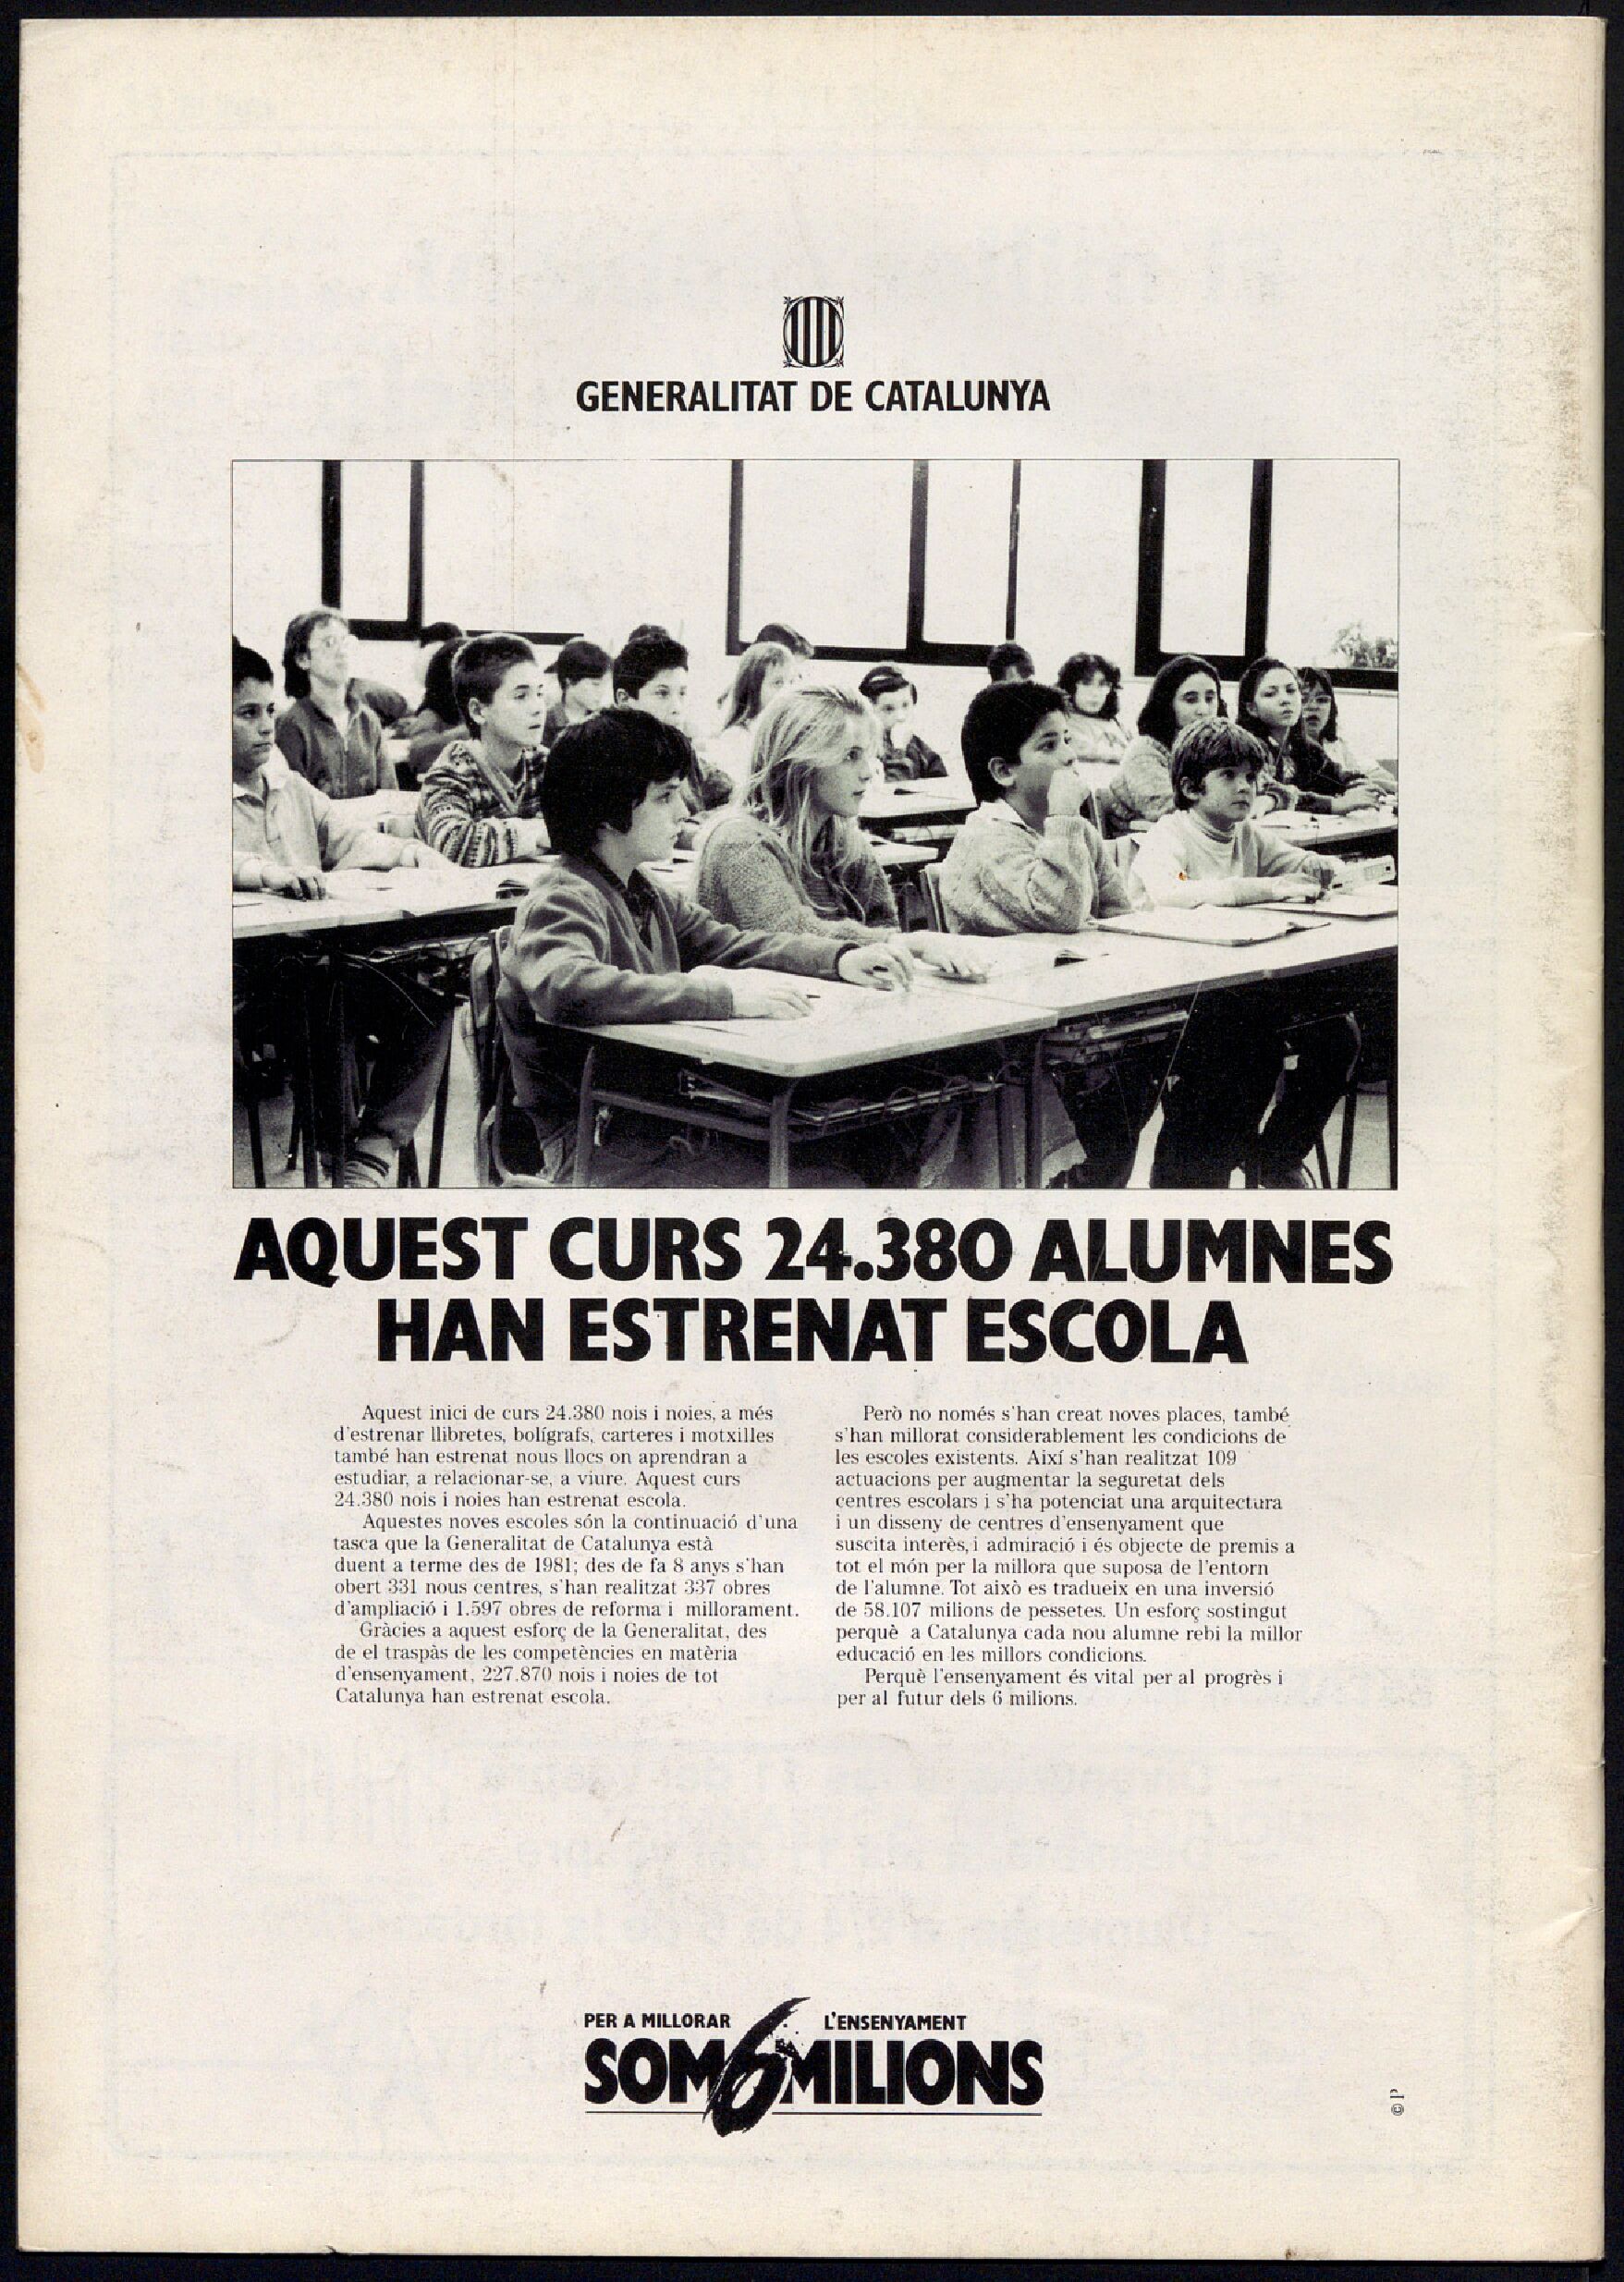 GENERALITAT DE CATALUNYA
AQUEST CURS 24.380 ALUMNES
HAN ESTRENAT ESCOLA
Aquest inici de curs 24.380 nois i noies, a més
d'estrenar llibretes, bolígrafs, carteres i motxilles
també han estrenat nous llocs on aprendran a
estudiar, a relacionar-se, a viure. Aquest curs
24.380 nois i noies han estrenat escola.
Aquestes noves escoles són la continuació d'una
tasca que la Generalitat de Catalunya està
duent a terme des de 1981; des de fa 8 anys s'han
obert 331 nous centres, s'han realitzat 337 obres
d'ampliació i 1.597 obres de reforma i millorament.
Gràcies a aquest esforç de la Generalitat, des
de el traspàs de les competències en matèria
d'ensenyament, 227.870 nois i noies de tot
Catalunya han estrenat escola.
Però no només s'han creat noves places, també
s'han millorat considerablement les condicions de
les escoles existents. Així s'han realitzat 109
actuacions per augmentar la seguretat dels
centres escolars i s'ha potenciat una arquitectura
i un disseny de centres d'ensenyament que
suscita interès, i admiració i és objecte de premis a
tot el món per la millora que suposa de l'entorn
de l'alumne. Tot això es tradueix en una inversió
de 58.107 milions de pessetes. Un esforç sostingut
perquè a Catalunya cada nou alumne rebi la millor
educació en les millors condicions.
Perquè l'ensenyament és vital per al progrès i
per al futur dels 6 milions.
PER A MILLORAR L'ENSENYAMENT
SOM 6 MILIONS
© P